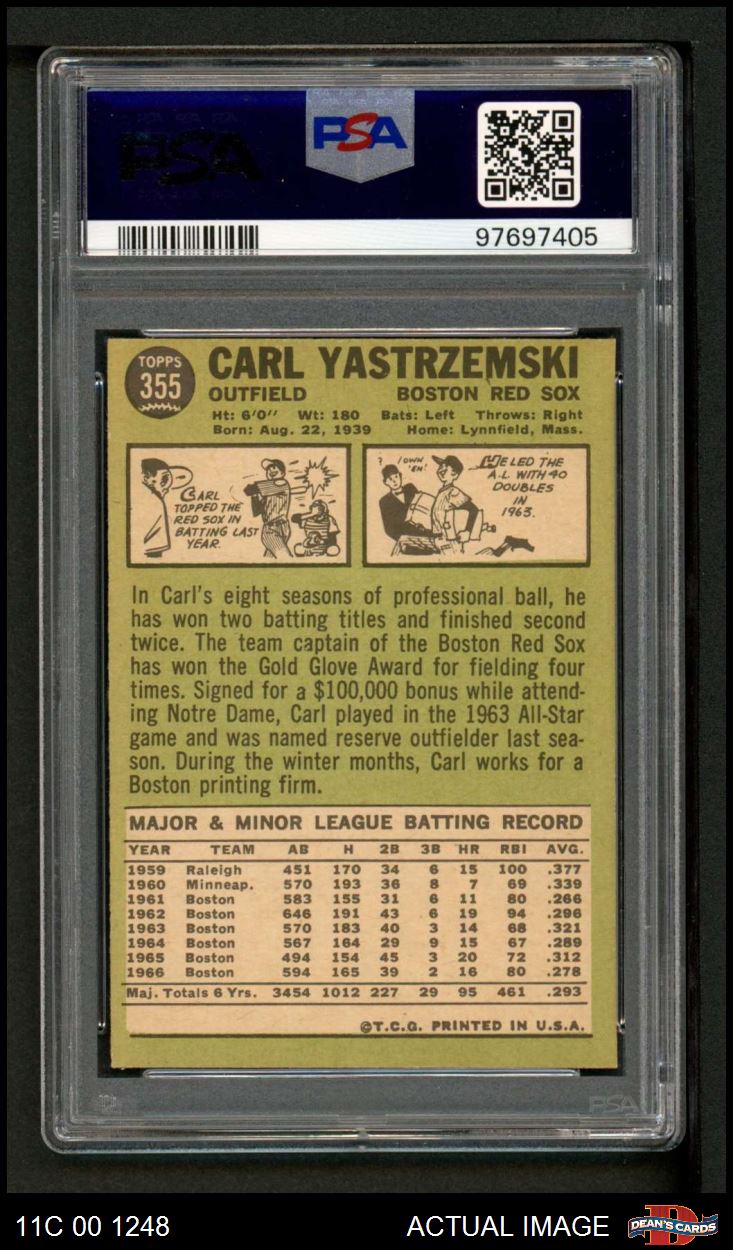 PSA
PSA
97697405
TOPPS
355
CARL YASTRZEMSKI
OUTFIELD BOSTON RED SOX
Ht: 6'0" Wt: 180 Bats: Left Throws: Right
Born: Aug. 22, 1939 Home: Lynnfield, Mass.
CARL
TOPPED THE
RED SOX IN
BATTING LAST
YEAR.
? I OWN
'EM!
HE LED THE
A.L. WITH 40
DOUBLES
IN
1963.
In Carl's eight seasons of professional ball, he
has won two batting titles and finished second
twice. The team captain of the Boston Red Sox
has won the Gold Glove Award for fielding four
times. Signed for a $100,000 bonus while attend-
ing Notre Dame, Carl played in the 1963 All-Star
game and was named reserve outfielder last sea-
son. During the winter months, Carl works for a
Boston printing firm.
MAJOR & MINOR LEAGUE BATTING RECORD
YEAR TEAM AB H 2B 3B HR RBI AVG.
1959 Raleigh 451 170 34 6 15 100 .377
1960 Minneap. 570 193 36 8 7 69 .339
1961 Boston 583 155 31 6 11 80 .266
1962 Boston 646 191 43 6 19 94 .296
1963 Boston 570 183 40 3 14 68 .321
1964 Boston 567 164 29 9 15 67 .289
1965 Boston 494 154 45 3 20 72 .312
1966 Boston 594 165 39 2 16 80 .278
Maj. Totals 6 Yrs. 3454 1012 227 29 95 461 .293
©T.C.G. PRINTED IN U.S.A.
PSA
11C 00 1248 ACTUAL IMAGE DEAN'S CARDS